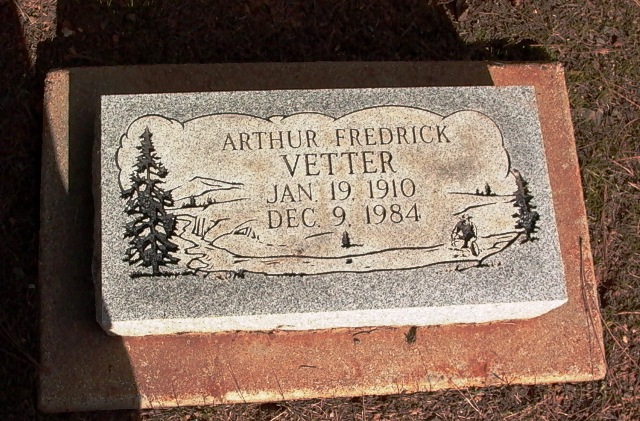 ARTHUR FREDRICK
VETTER
JAN. 19, 1910
DEC. 9, 1984